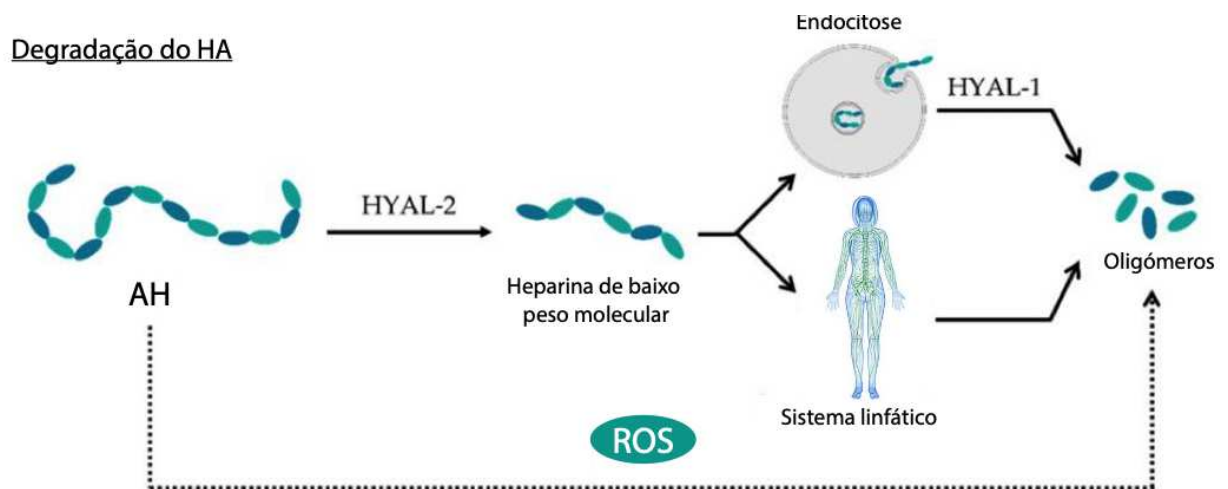 Degradação do HA
Endocitose
HYAL-1
HYAL-2
AH
Heparina de baixo
peso molecular
Oligómeros
Sistema linfático
ROS